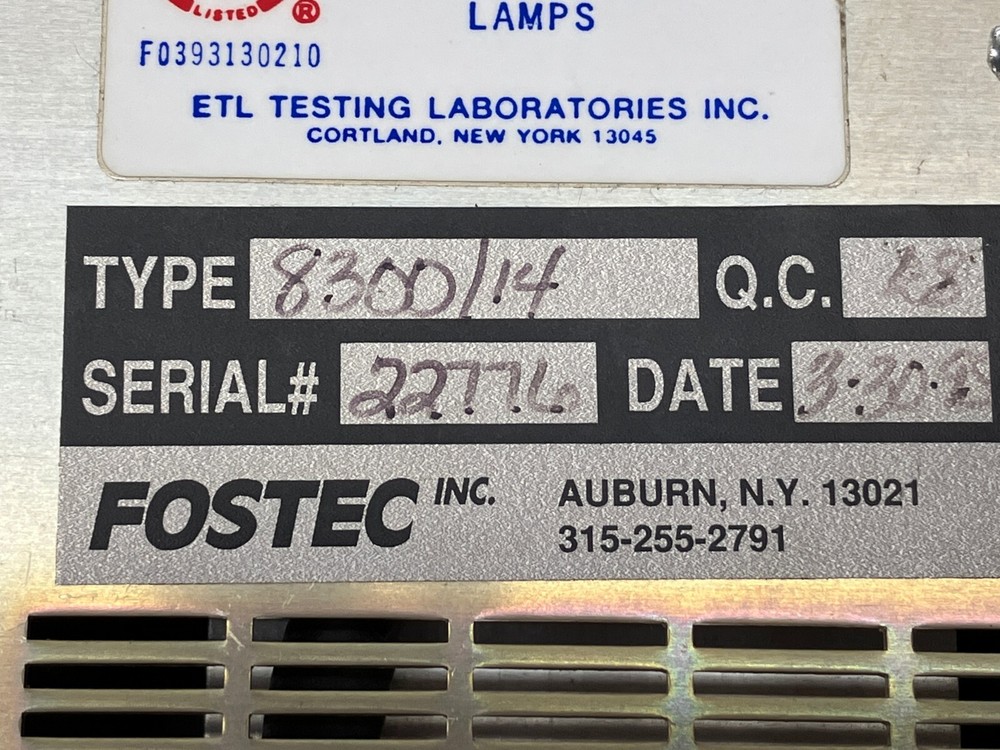 LISTED ®
LAMPS
F0393130210
ETL TESTING LABORATORIES INC.
CORTLAND, NEW YORK 13045
TYPE 8300/14 Q.C.
SERIAL# 22776 DATE
FOSTEC INC. AUBURN, N.Y. 13021
315-255-2791